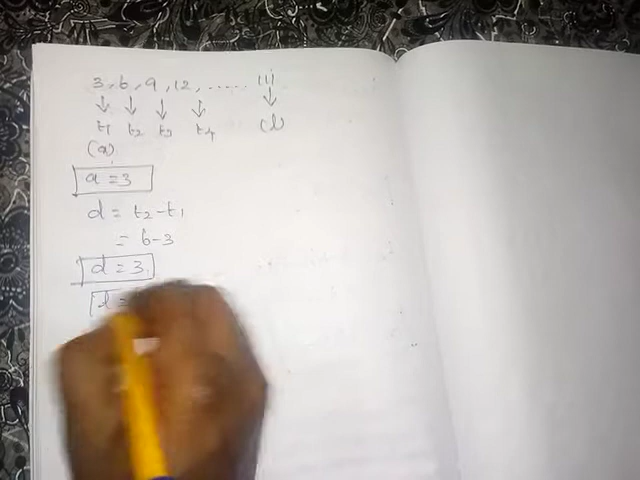 3, 6, 9, 12, ..... 111
t1 t2 t3 t4 (l)
(a)
a = 3
d = t2 - t1
= 6 - 3
d = 3
l =